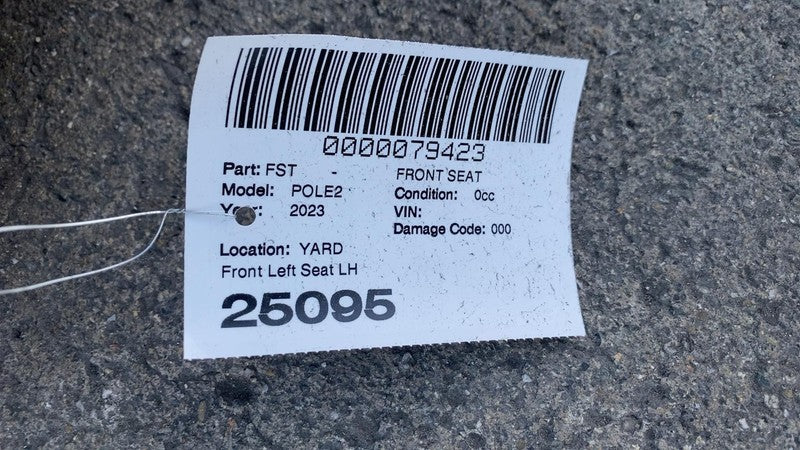 0000079423
Part: FST - FRONT SEAT
Model: POLE2 Condition: 0cc
Year: 2023 VIN:
Damage Code: 000
Location: YARD
Front Left Seat LH
25095